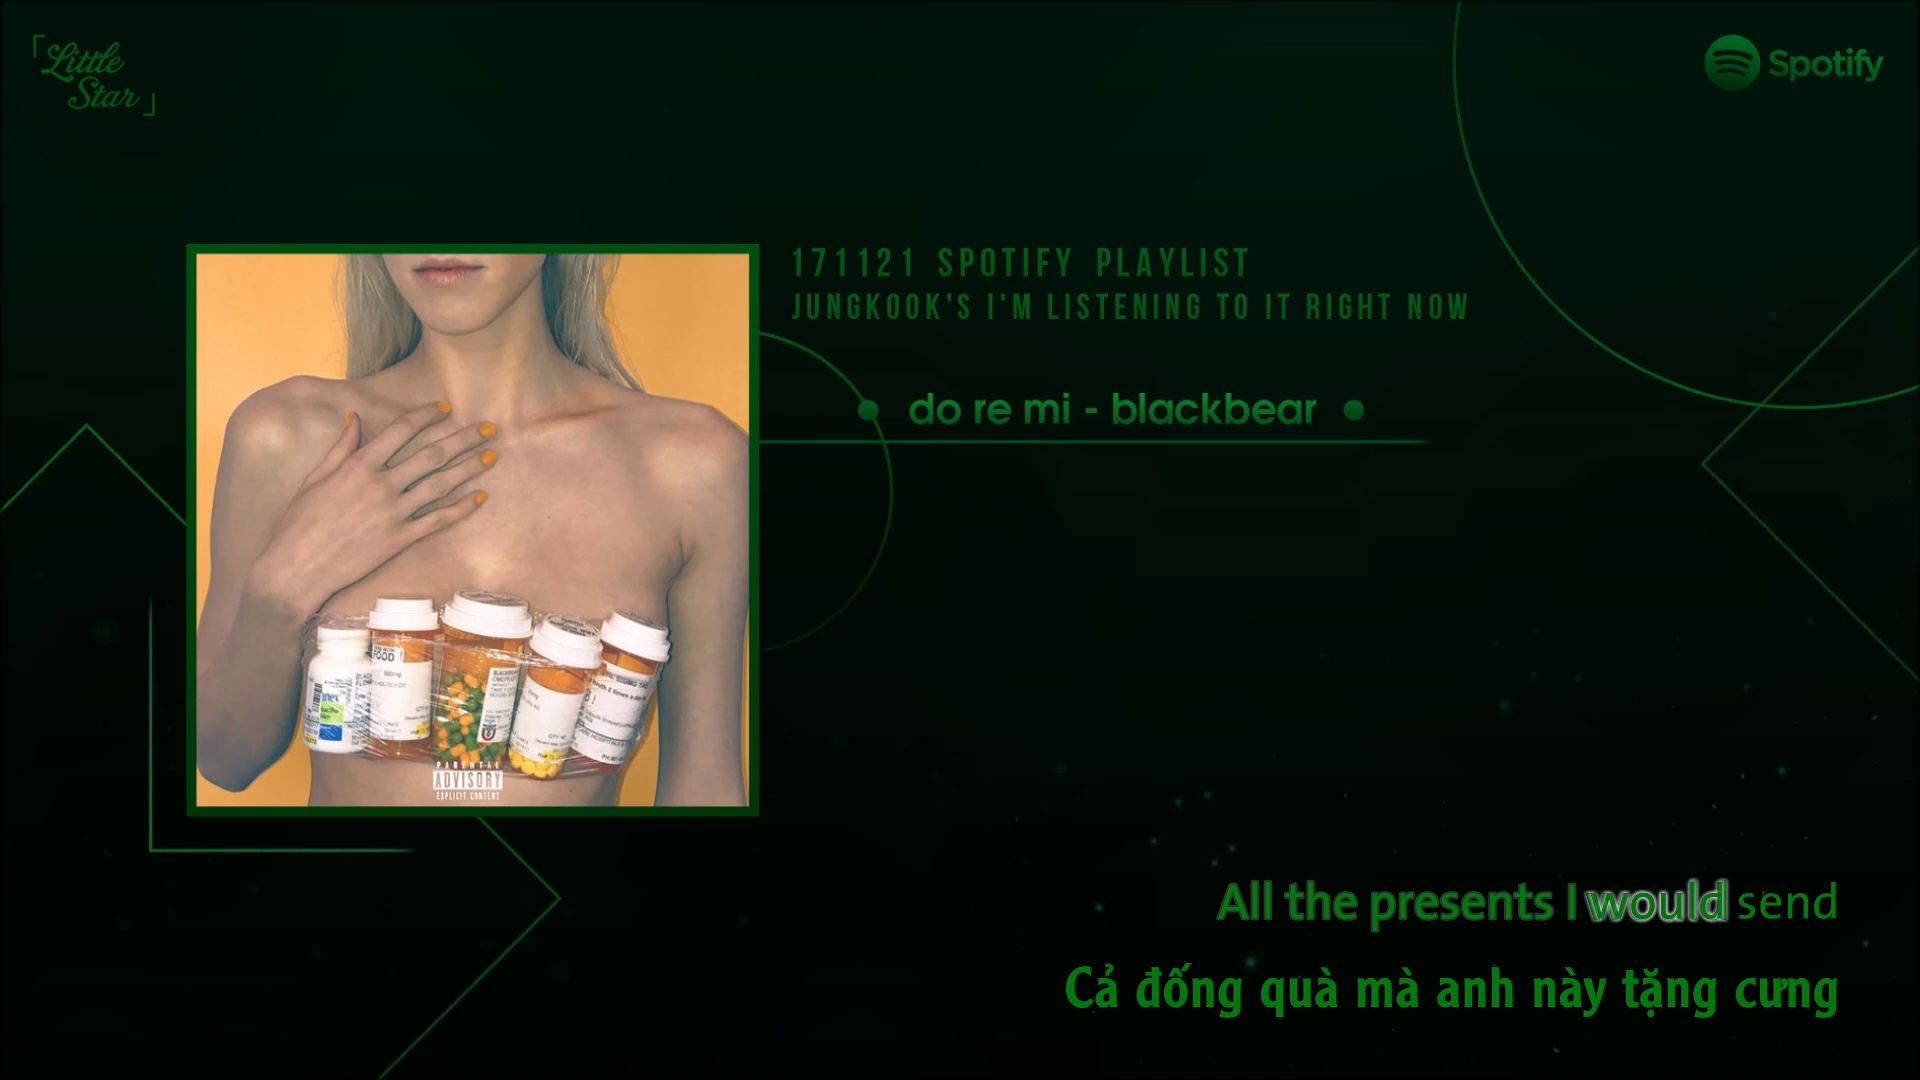 「Little
Star」
Spotify
171121 SPOTIFY PLAYLIST
JUNGKOOK'S I'M LISTENING TO IT RIGHT NOW
do re mi - blackbear
FOOD
PARENTAL
ADVISORY
EXPLICIT CONTENT
All the presents I would send
Cả đống quà mà anh này tặng cưng